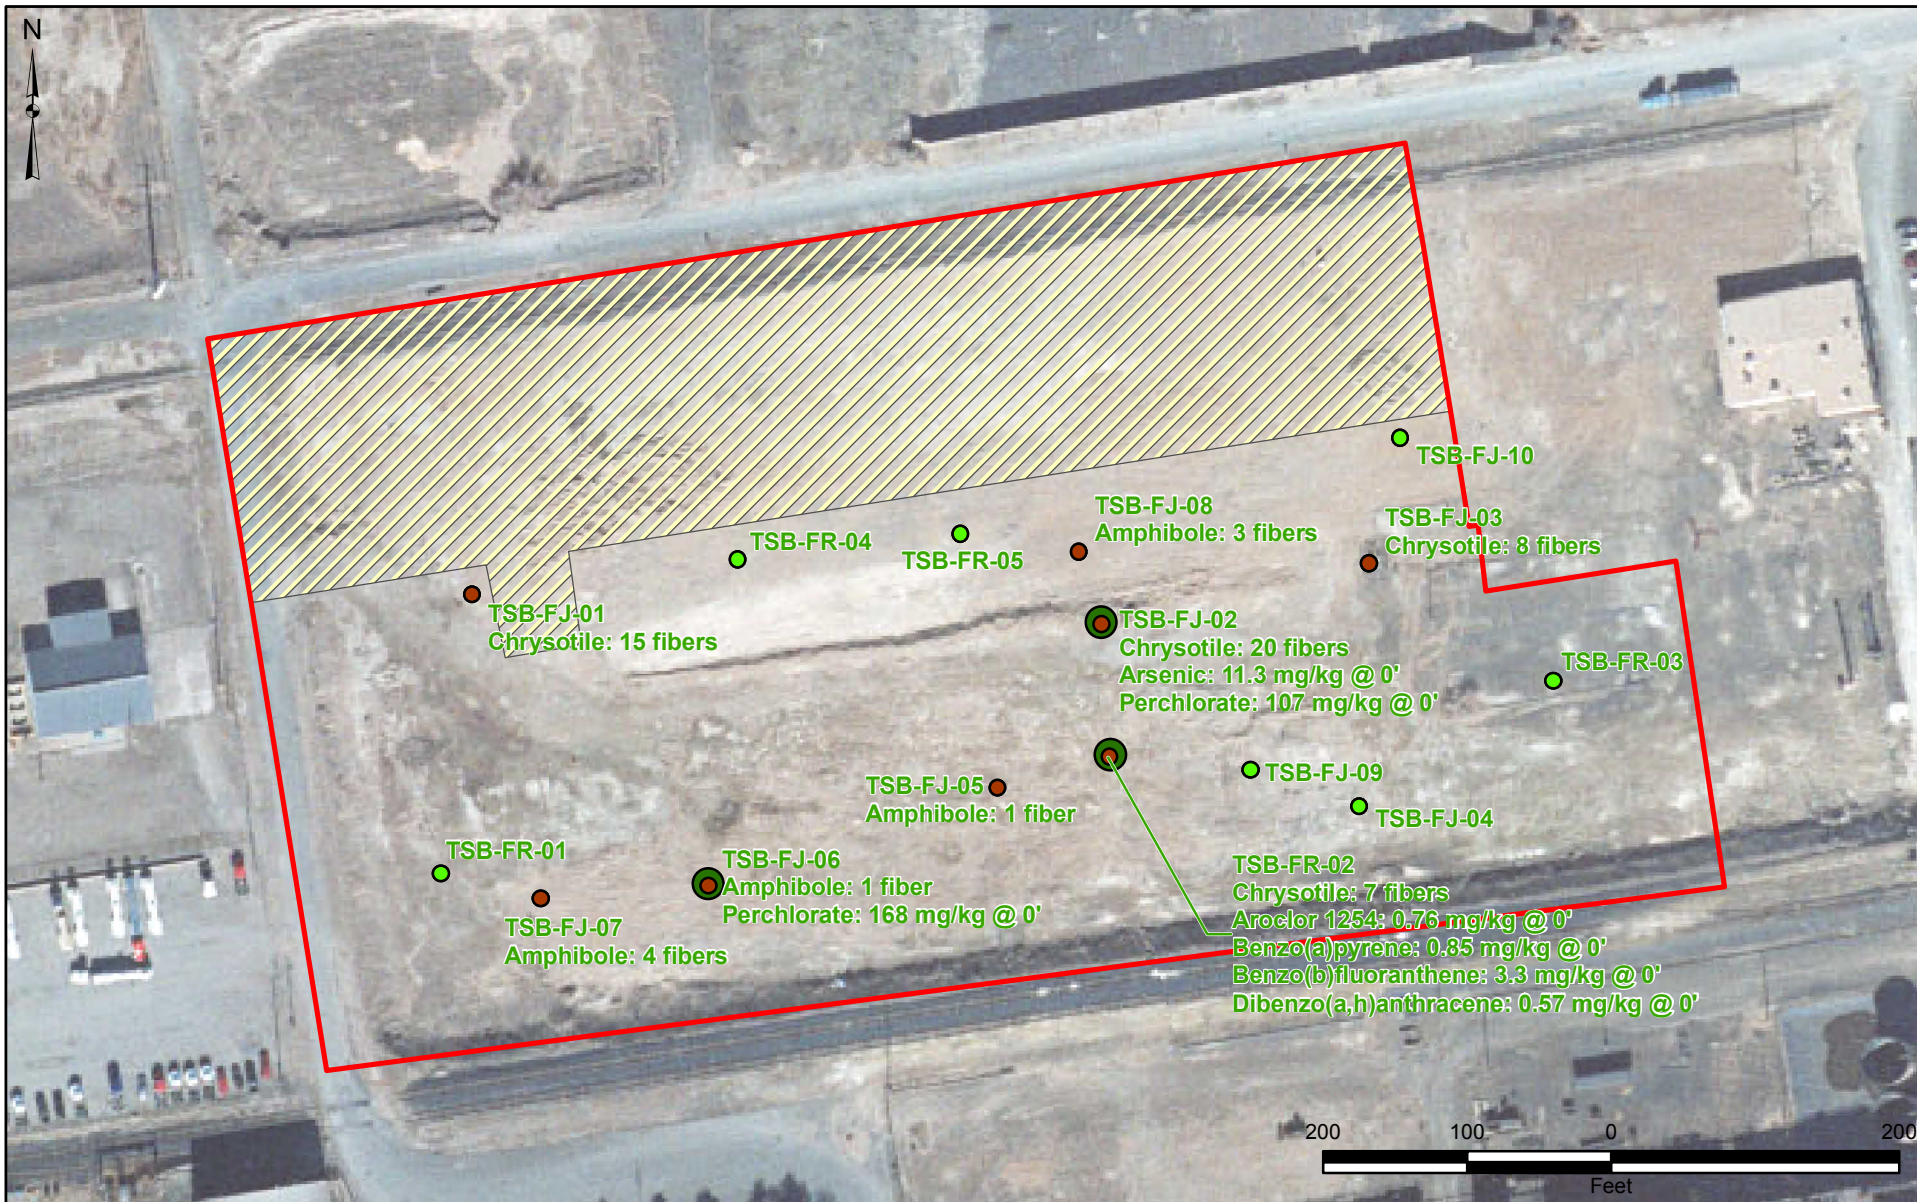 N
TSB-FJ-10
TSB-FJ-08
Amphibole: 3 fibers
TSB-FJ-03
Chrysotile: 8 fibers
TSB-FR-04
TSB-FR-05
TSB-FJ-01
Chrysotile: 15 fibers
TSB-FJ-02
Chrysotile: 20 fibers
Arsenic: 11.3 mg/kg @ 0'
Perchlorate: 107 mg/kg @ 0'
TSB-FR-03
TSB-FJ-05
Amphibole: 1 fiber
TSB-FJ-09
TSB-FJ-04
TSB-FR-01
TSB-FJ-06
Amphibole: 1 fiber
Perchlorate: 168 mg/kg @ 0'
TSB-FJ-07
Amphibole: 4 fibers
TSB-FR-02
Chrysotile: 7 fibers
Aroclor 1254: 0.76 mg/kg @ 0'
Benzo(a)pyrene: 0.85 mg/kg @ 0'
Benzo(b)fluoranthene: 3.3 mg/kg @ 0'
Dibenzo(a,h)anthracene: 0.57 mg/kg @ 0'
200 100 0 200
Feet